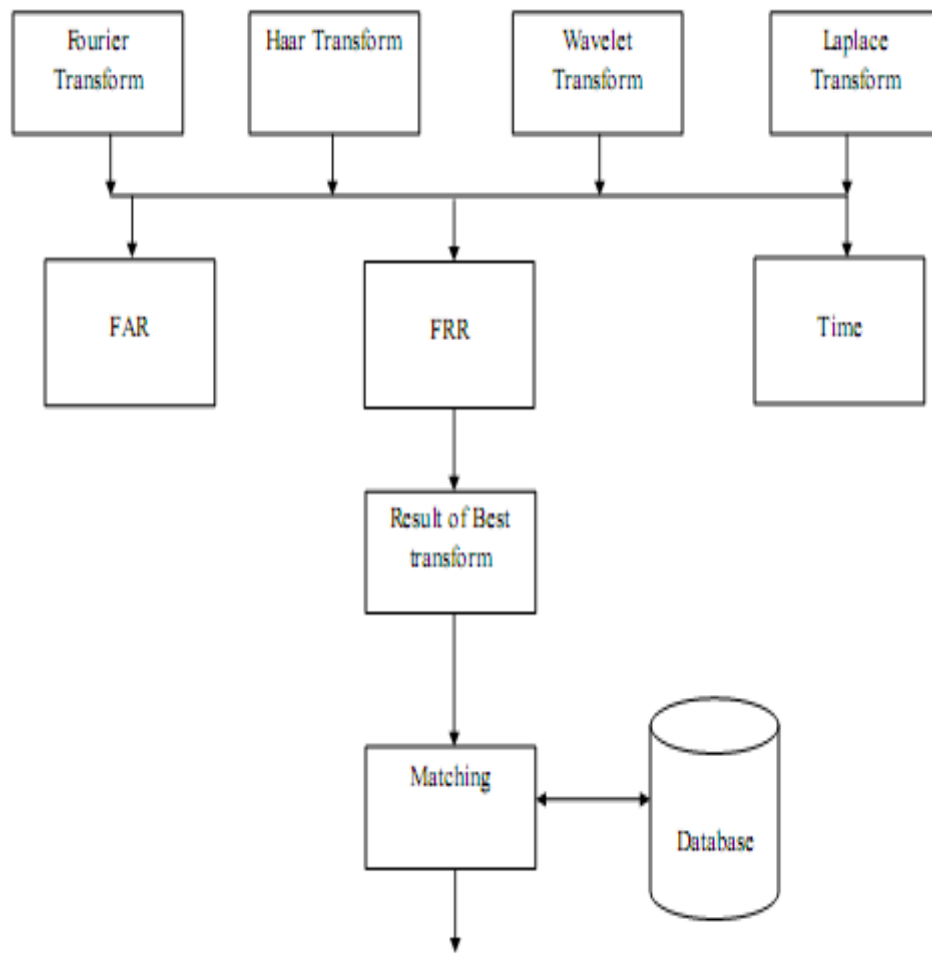 Fourier
Transform
Haar Transform
Wavelet
Transform
Laplace
Transform
FAR
FRR
Time
Result of Best
transform
Matching
Database